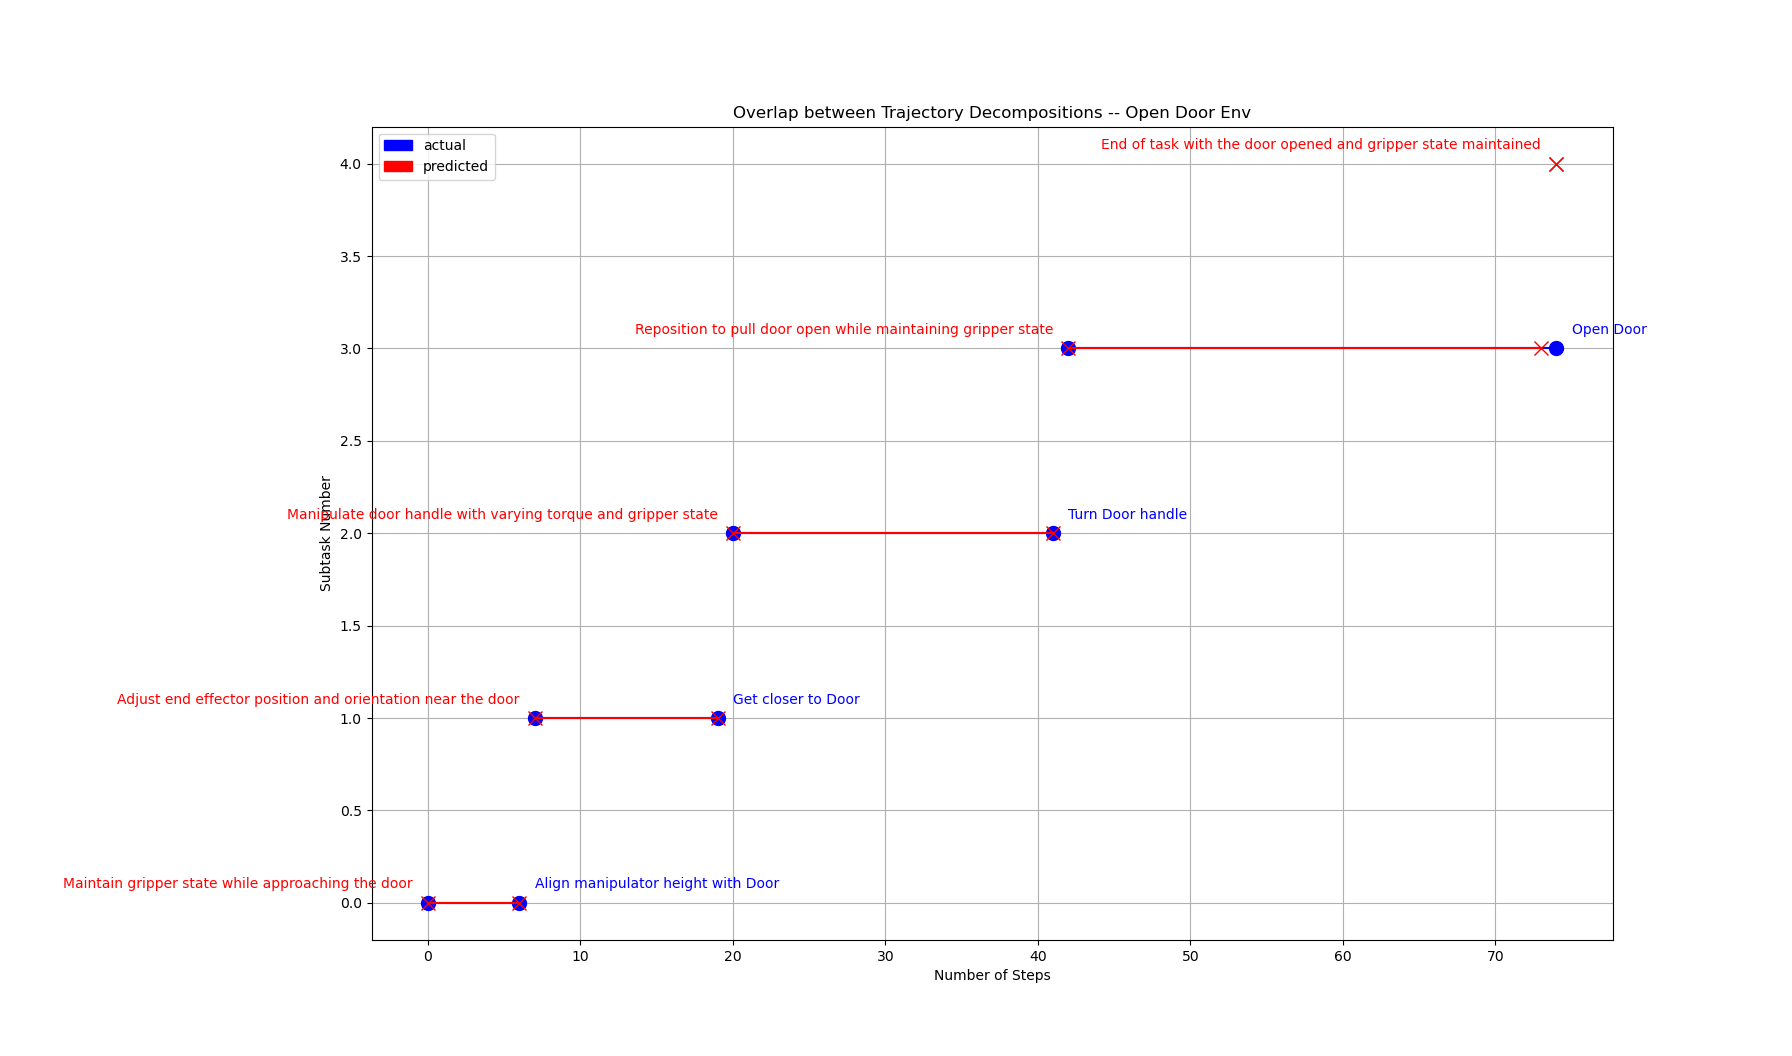 Overlap between Trajectory Decompositions -- Open Door Env
actual
predicted
End of task with the door opened and gripper state maintained
4.0
3.5
Reposition to pull door open while maintaining gripper state
Open Door
3.0
2.5
Manipulate door handle with varying torque and gripper state
Turn Door handle
2.0
Subtask Number
1.5
Adjust end effector position and orientation near the door
Get closer to Door
1.0
0.5
Maintain gripper state while approaching the door
Align manipulator height with Door
0.0
0 10 20 30 40 50 60 70
Number of Steps